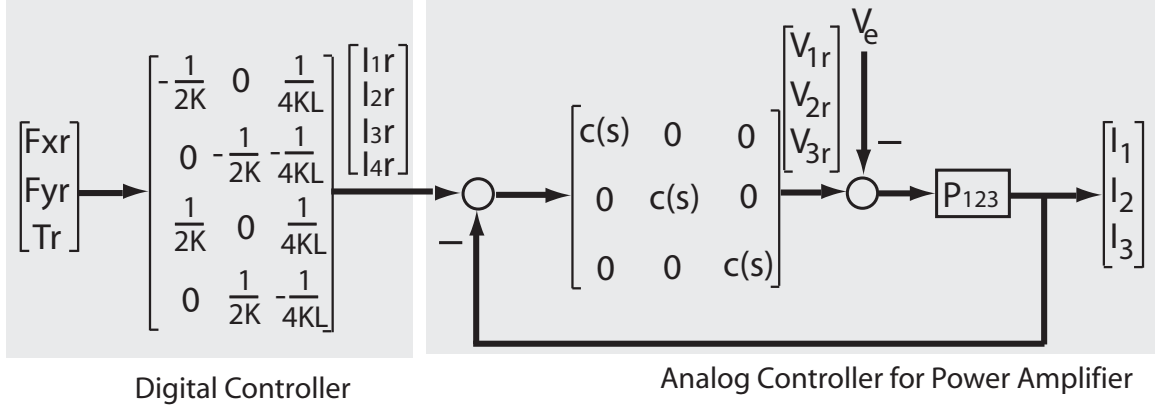 [Fxr
Fyr
Tr]
[-1/2K 0 1/4KL
0 -1/2K -1/4KL
1/2K 0 1/4KL
0 1/2K -1/4KL]
[I1r
I2r
I3r
I4r]
[c(s) 0 0
0 c(s) 0
0 0 c(s)]
[V1r
V2r
V3r]
Ve
−
−
P123
[I1
I2
I3]
Digital Controller
Analog Controller for Power Amplifier